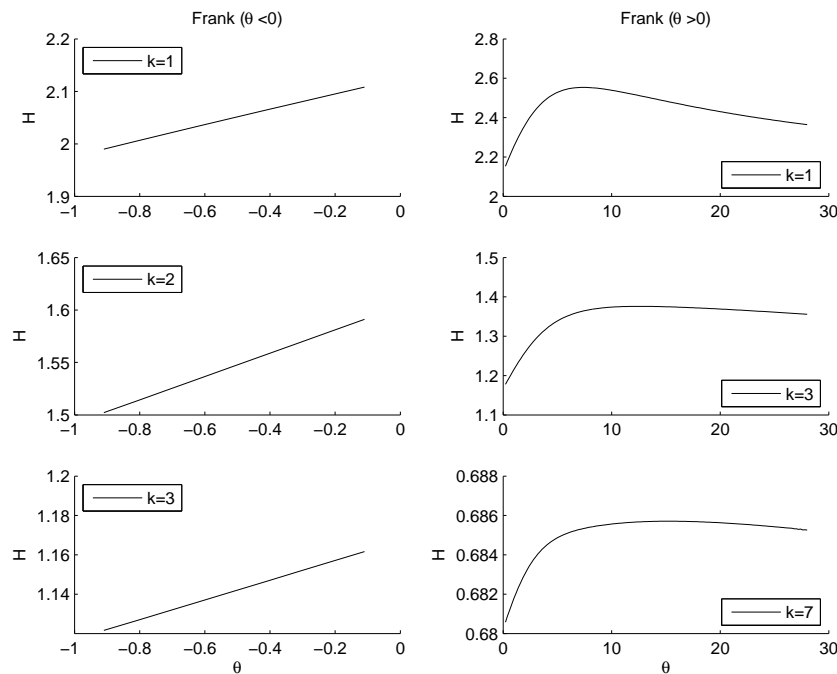 Frank (θ <0)
2.2
2.1
2
1.9
H
k=1
−1 −0.8 −0.6 −0.4 −0.2 0
Frank (θ >0)
2.8
2.6
2.4
2.2
2
H
k=1
0 10 20 30
1.65
1.6
1.55
1.5
H
k=2
−1 −0.8 −0.6 −0.4 −0.2 0
1.5
1.4
1.3
1.2
1.1
H
k=3
0 10 20 30
1.2
1.16
1.14
H
k=3
−1 −0.8 −0.6 −0.4 −0.2 0
θ
0.688
0.686
0.684
0.682
0.68
H
k=7
0 10 20 30
θ